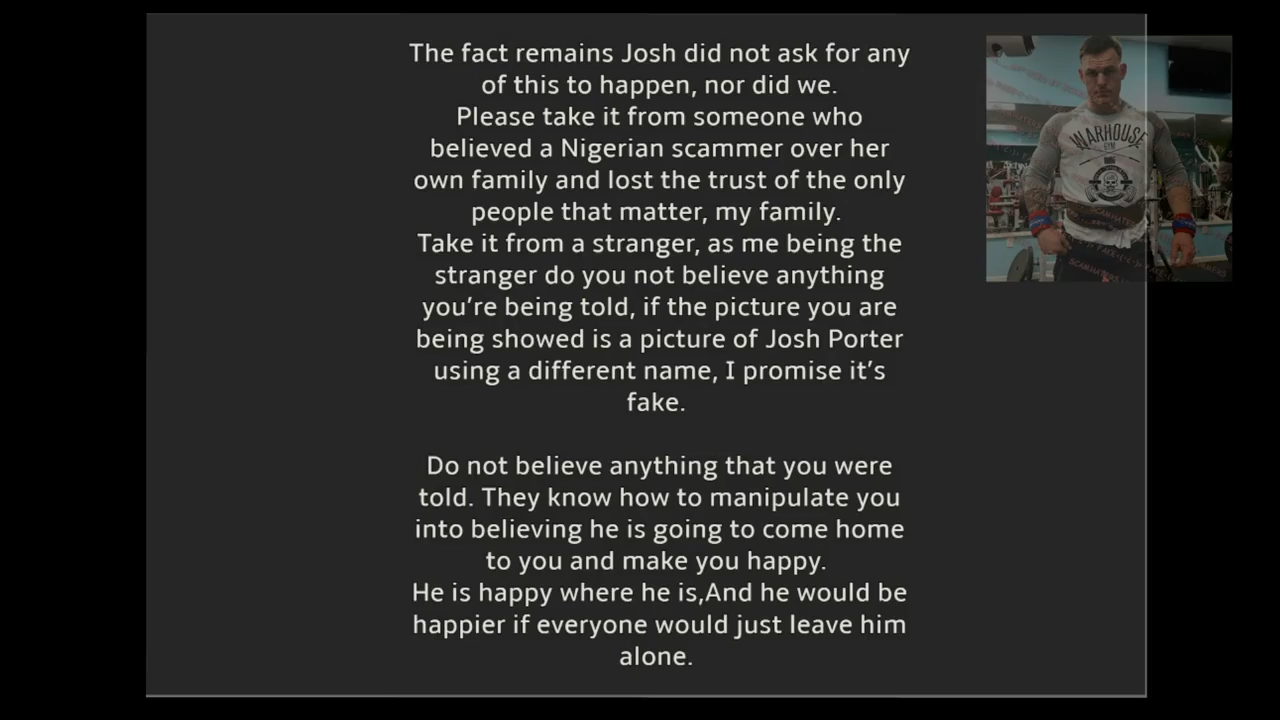 The fact remains Josh did not ask for any
of this to happen, nor did we.
Please take it from someone who
believed a Nigerian scammer over her
own family and lost the trust of the only
people that matter, my family.
Take it from a stranger, as me being the
stranger do you not believe anything
you’re being told, if the picture you are
being showed is a picture of Josh Porter
using a different name, I promise it’s
fake.
Do not believe anything that you were
told. They know how to manipulate you
into believing he is going to come home
to you and make you happy.
He is happy where he is,And he would be
happier if everyone would just leave him
alone.
WARHOUSE
GYM